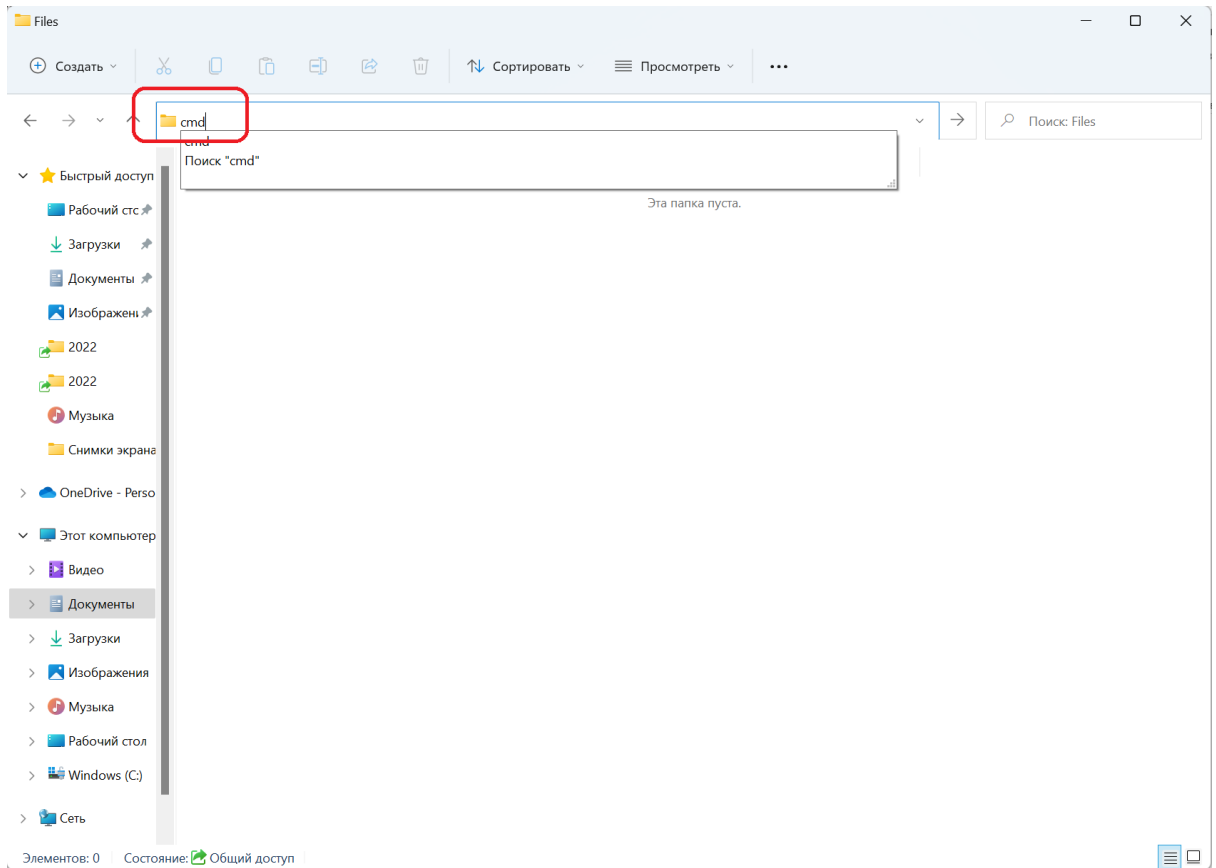 Files
Создать
Сортировать
Просмотреть
cmd
Поиск: Files
cmd
Поиск "cmd"
Эта папка пуста.
Быстрый доступ
Рабочий стс
Загрузки
Документы
Изображени
2022
2022
Музыка
Снимки экрана
OneDrive - Perso
Этот компьютер
Видео
Документы
Загрузки
Изображения
Музыка
Рабочий стол
Windows (C:)
Сеть
Элементов: 0 Состояние: Общий доступ